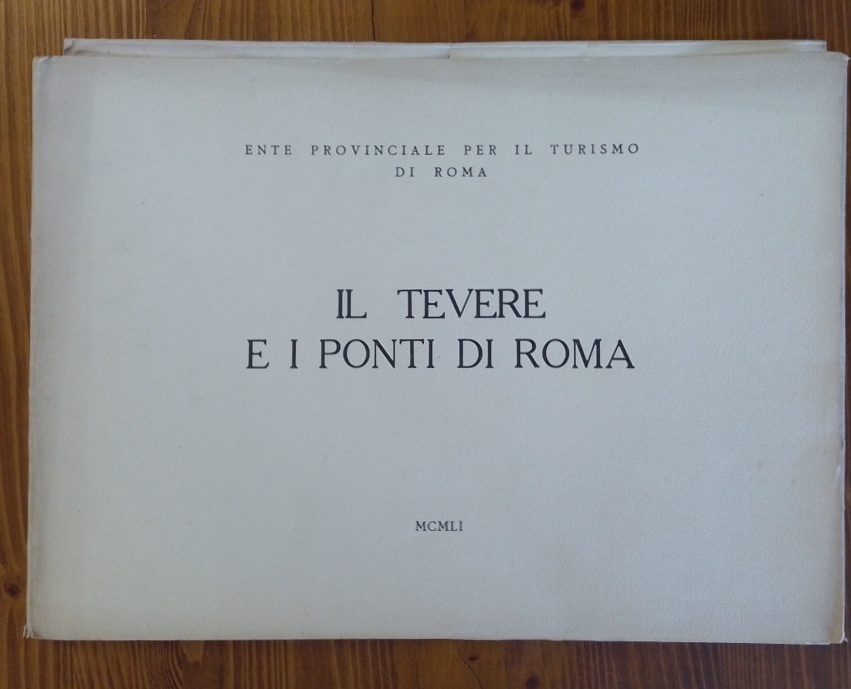 ENTE PROVINCIALE PER IL TURISMO
DI ROMA
IL TEVERE
E I PONTI DI ROMA
MCMLI